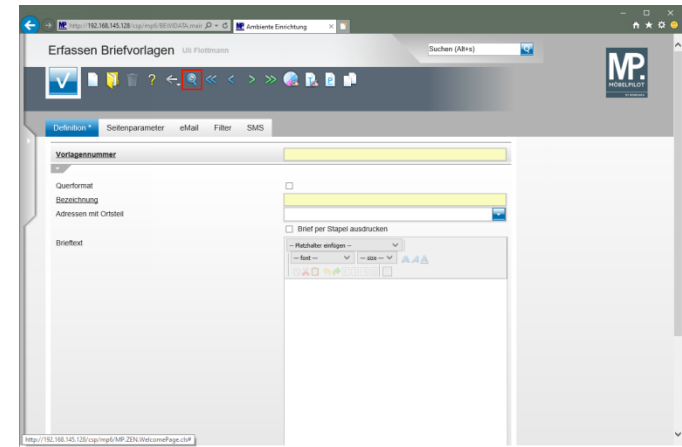 http://192.168.145.128/csp/mp6/BEWIDATA.main
Ambiente Einrichtung
Erfassen Briefvorlagen Uli Flottmann
Suchen (Alt+s)
MP.
MÖBELPILOT
Definition * Seitenparameter eMail Filter SMS
Vorlagennummer
Querformat
Bezeichnung
Adressen mit Ortsteil
Brief per Stapel ausdrucken
Brieftext
-- Platzhalter einfügen --
-- font -- -- size -- A A A
http://192.168.145.128/csp/mp6/MP.ZEN.WelcomePage.cls#